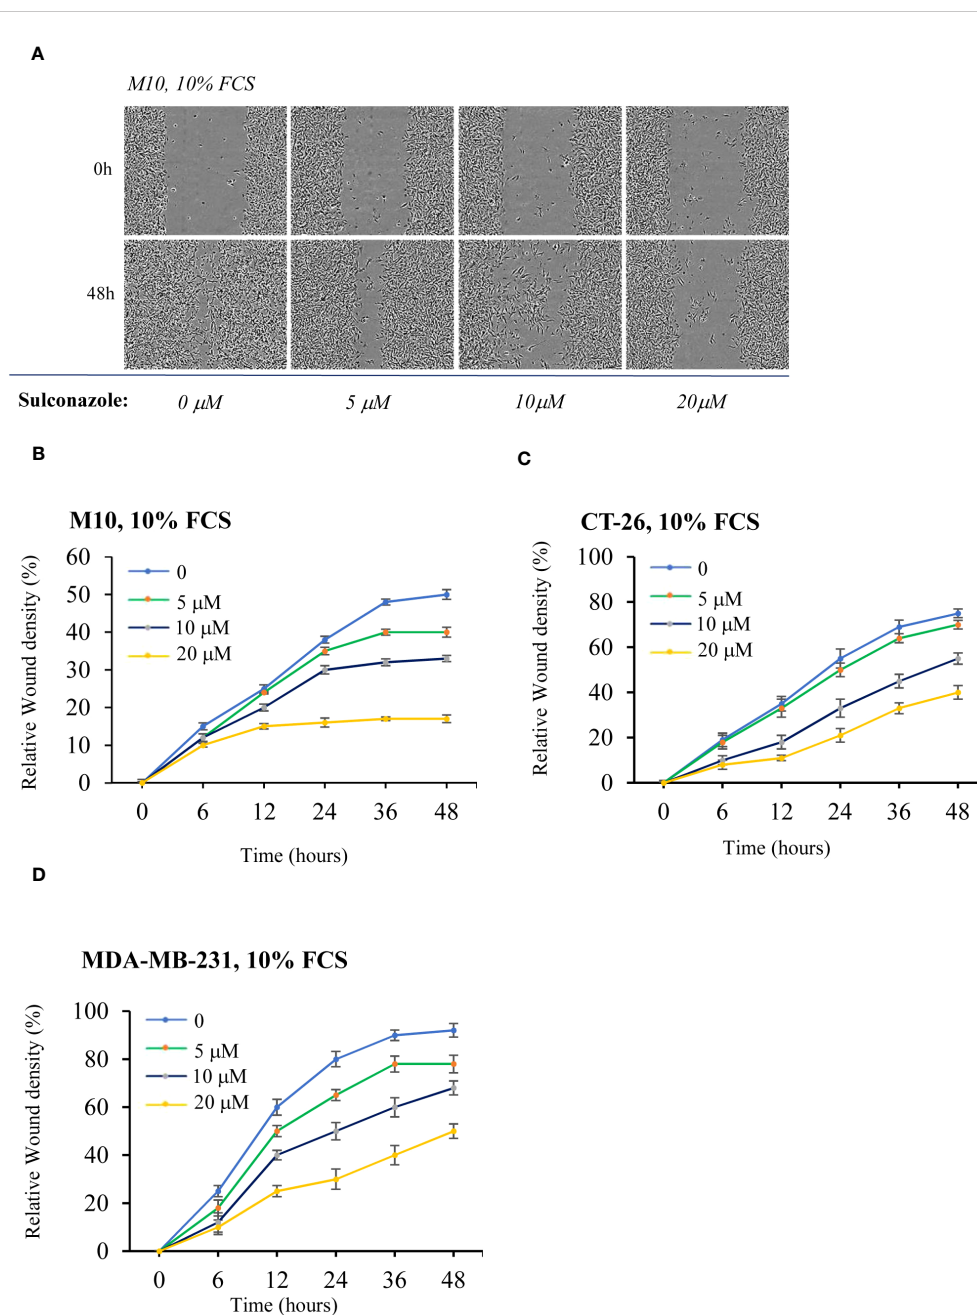 A
M10, 10% FCS
0h
48h
Sulconazole: 0 µM 5 µM 10µM 20µM
B
M10, 10% FCS
Relative Wound density (%)
60
50
40
30
20
10
0
0
5 µM
10 µM
20 µM
0 6 12 24 36 48
Time (hours)
C
CT-26, 10% FCS
Relative Wound density (%)
100
80
60
40
20
0
0
5 µM
10 µM
20 µM
0 6 12 24 36 48
Time (hours)
D
MDA-MB-231, 10% FCS
Relative Wound density (%)
100
80
60
40
20
0
0
5 µM
10 µM
20 µM
0 6 12 24 36 48
Time (hours)